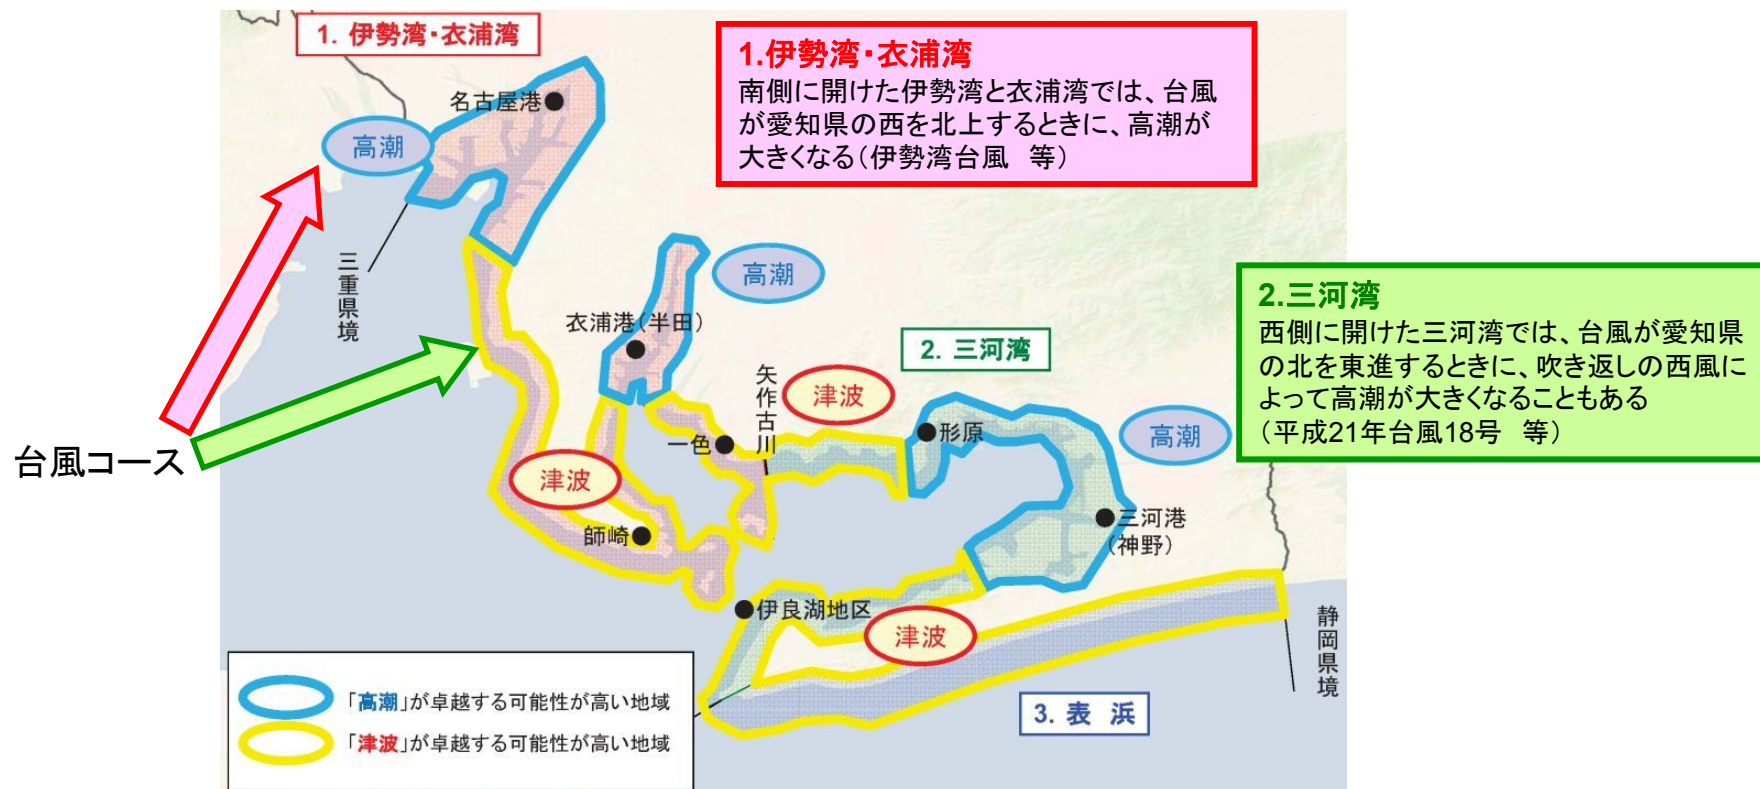 1. 伊勢湾・衣浦湾
名古屋港
高潮
三重県境
1.伊勢湾・衣浦湾
南側に開けた伊勢湾と衣浦湾では、台風
が愛知県の西を北上するときに、高潮が
大きくなる（伊勢湾台風　等）
高潮
衣浦港（半田）
2. 三河湾
2.三河湾
西側に開けた三河湾では、台風が愛知県
の北を東進するときに、吹き返しの西風に
よって高潮が大きくなることもある
（平成21年台風18号　等）
矢作古川
津波
一色
形原
高潮
台風コース
津波
師崎
三河港
（神野）
伊良湖地区
津波
静岡県境
3. 表　浜
「高潮」が卓越する可能性が高い地域
「津波」が卓越する可能性が高い地域